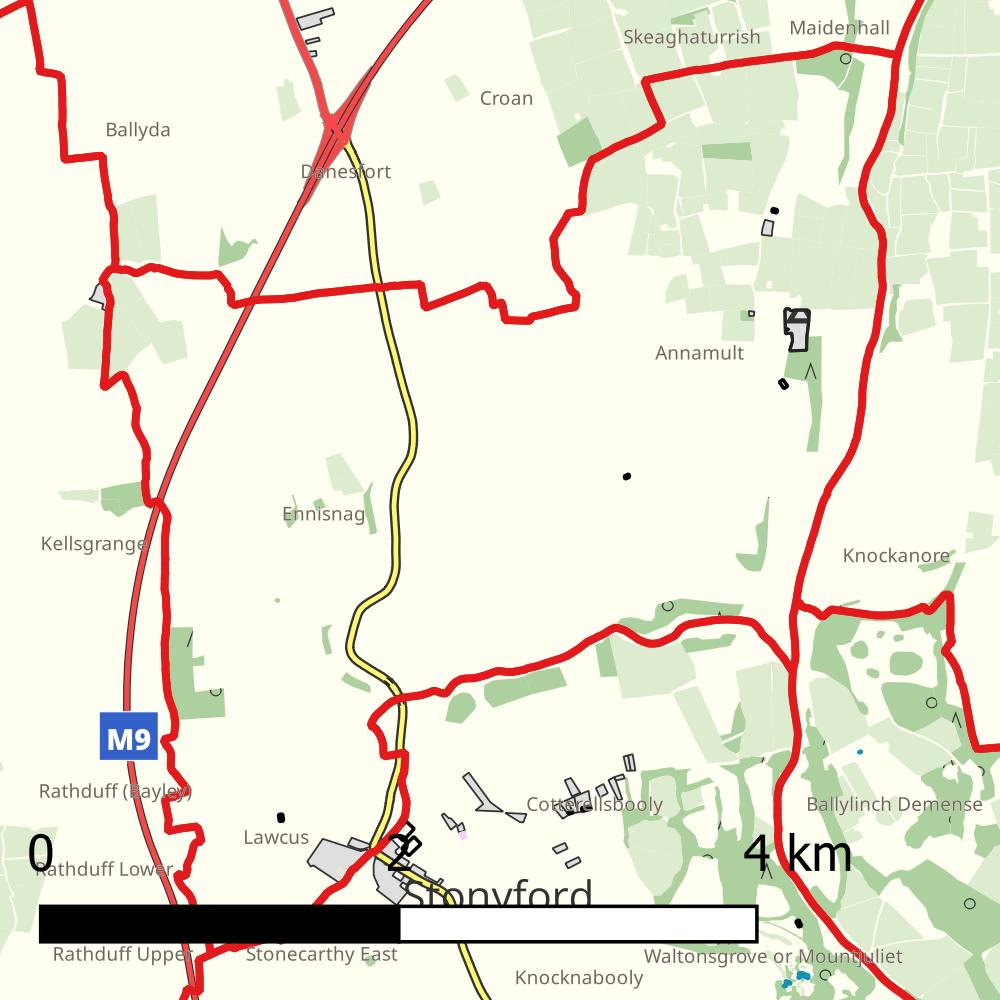 Maidenhall
Skeaghaturrish
Croan
Ballyda
Danesfort
Annamult
Ennisnag
Kellsgrange
Knockanore
M9
Rathduff (Bayley)
Cotterellsbooly
Ballylinch Demense
Lawcus
0
2
4 km
Rathduff Lower
Stonyford
Rathduff Upper
Stonecarthy East
Waltonsgrove or Mountjuliet
Knocknabooly